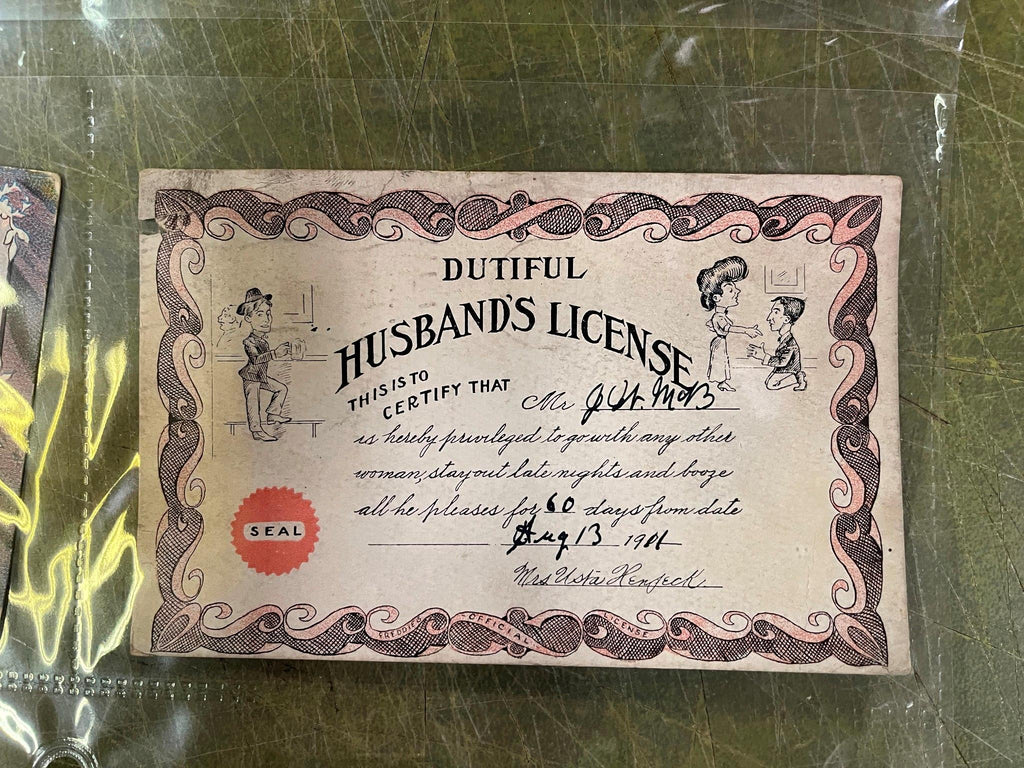 DUTIFUL
HUSBAND'S LICENSE
THIS IS TO
CERTIFY THAT
Mr
is hereby privileged to go with any other
woman, stay out late nights and booze
all he pleases for 60 days from date
Aug 13 19
Mrs Usta Henpeck
SEAL
OFFICIAL
LICENSE